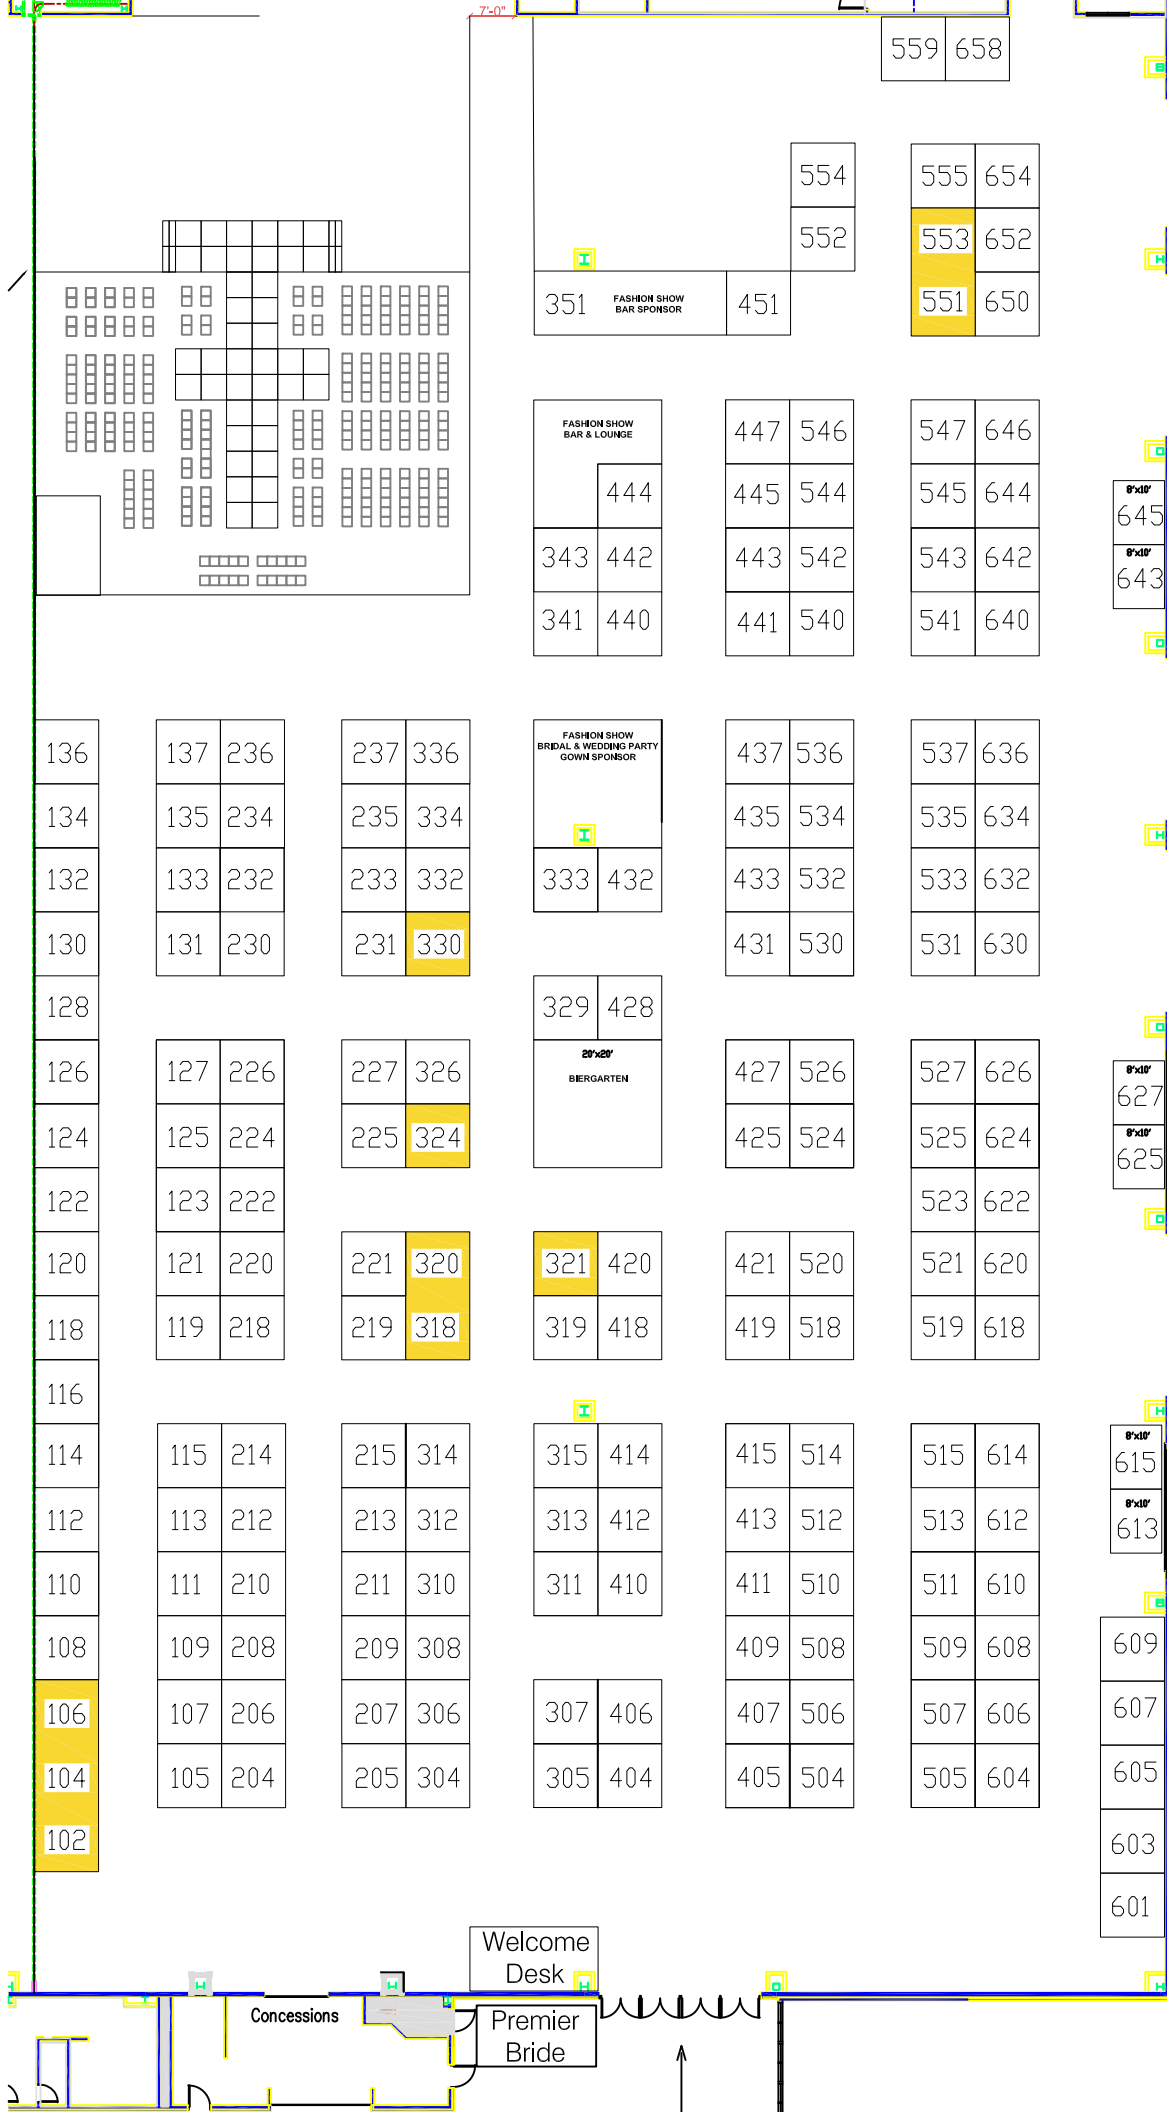 7'-0"
559 658
554 555 654
552 553 652
351 FASHION SHOW
BAR SPONSOR 451 551 650
FASHION SHOW
BAR & LOUNGE
447 546 547 646
444 445 544 545 644
8'x10'
645
343 442 443 542 543 642
8'x10'
643
341 440 441 540 541 640
136 137 236 237 336
FASHION SHOW
BRIDAL & WEDDING PARTY
GOWN SPONSOR
437 536 537 636
134 135 234 235 334 435 534 535 634
132 133 232 233 332 333 432 433 532 533 632
130 131 230 231 330 431 530 531 630
128 329 428
20'x20'
BIERGARTEN
126 127 226 227 326 427 526 527 626
8'x10'
627
124 125 224 225 324 425 524 525 624
8'x10'
625
122 123 222 523 622
120 121 220 221 320 321 420 421 520 521 620
118 119 218 219 318 319 418 419 518 519 618
116
114 115 214 215 314 315 414 415 514 515 614
8'x10'
615
112 113 212 213 312 313 412 413 512 513 612
8'x10'
613
110 111 210 211 310 311 410 411 510 511 610
108 109 208 209 308 409 508 509 608 609
106 107 206 207 306 307 406 407 506 507 606 607
104 105 204 205 304 305 404 405 504 505 604 605
102 603
601
Welcome
Desk
Concessions
Premier
Bride